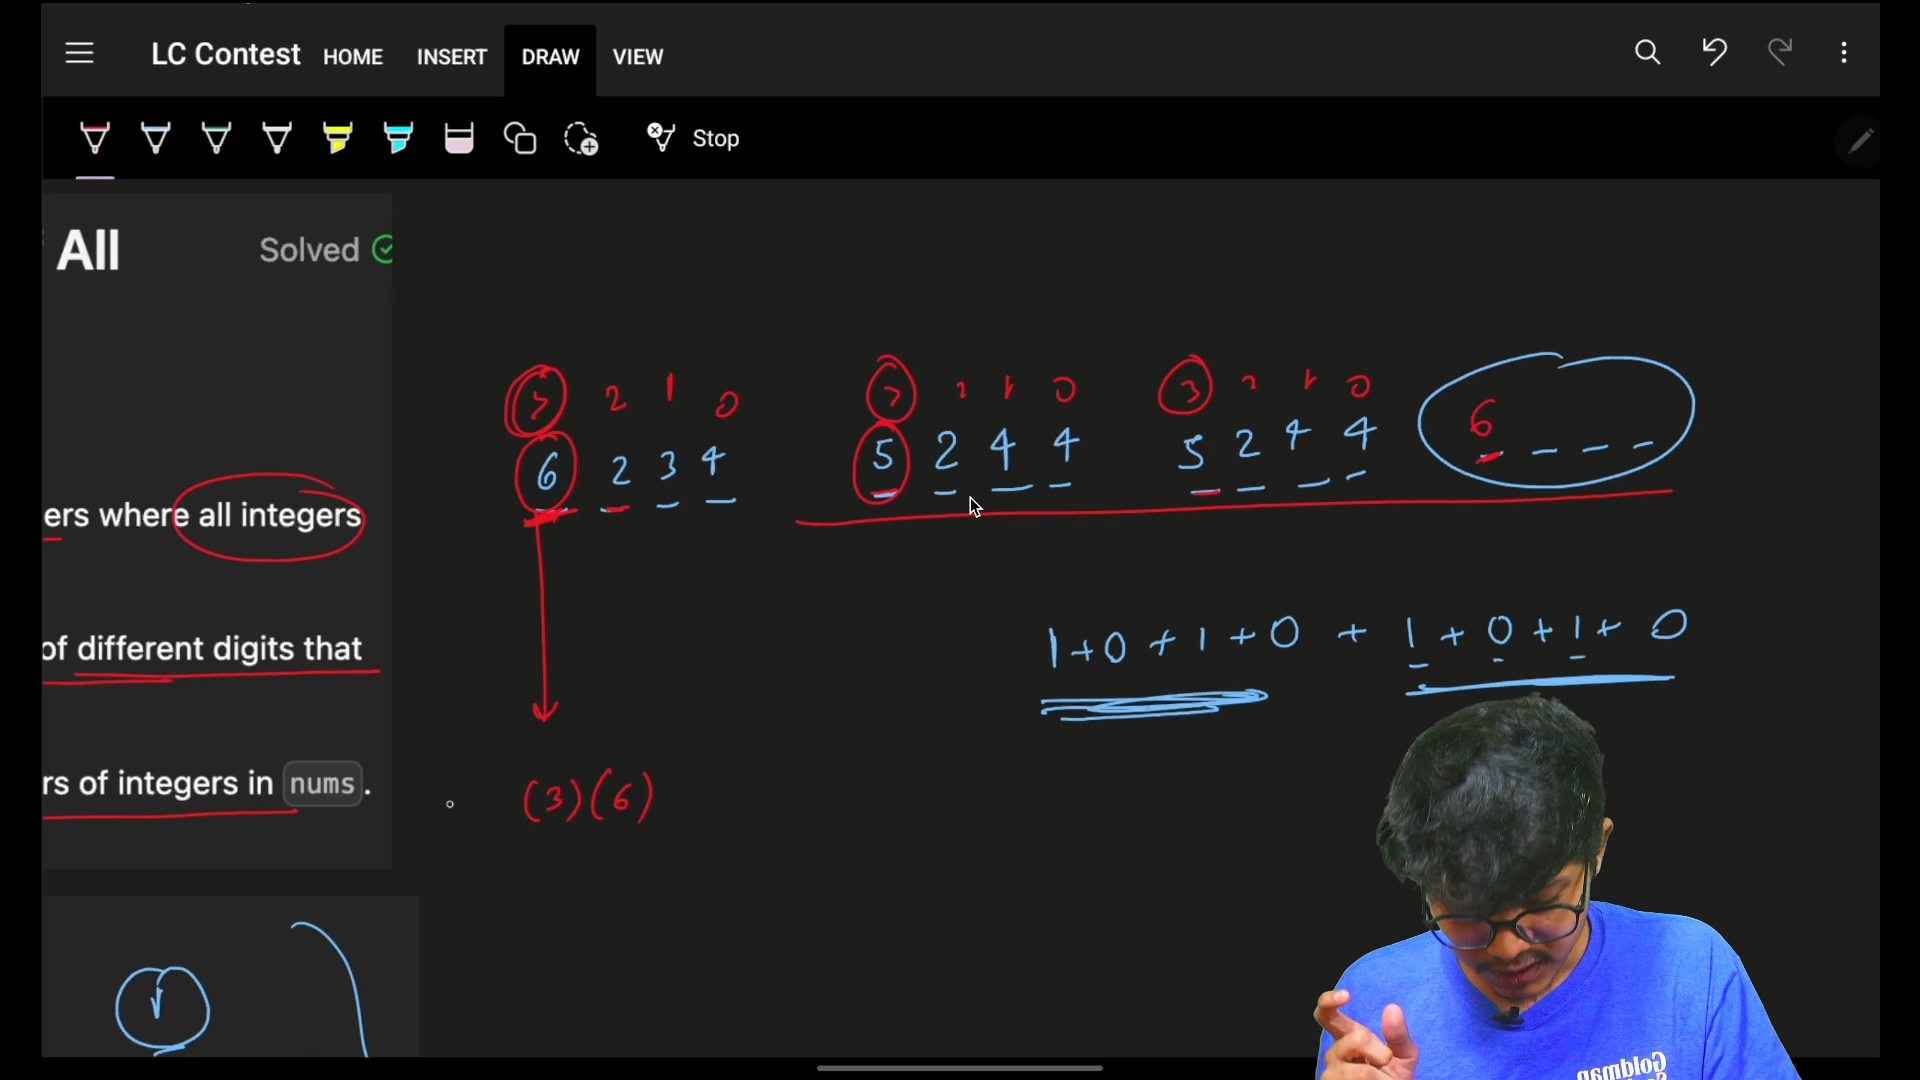 LC Contest HOME INSERT DRAW VIEW
Stop
All Solved
ers where all integers
of different digits that
rs of integers in nums.
2 1 0
6 2 3 4
1 0
5 2 4 4
3 1 0
5 2 4 4
6
1+0+1+0 + 1+0+1+0
(3)(6)
Goldman